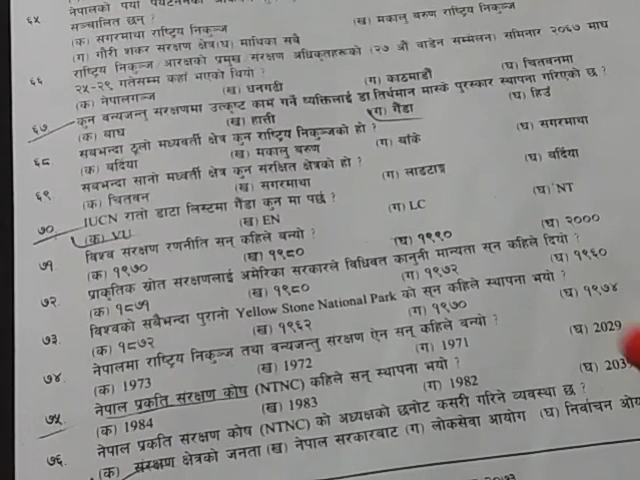 नेपालको पर्या पर्यटनको
६५ सञ्चालित छन् ?
(क) सगरमाथा राष्ट्रिय निकुञ्ज (ख) मकालु बरुण राष्ट्रिय निकुञ्ज
(ग) गौरी शंकर संरक्षण क्षेत्र (घ) माथिका सबै
६६ राष्ट्रिय निकुञ्ज/आरक्षको प्रमुख/संरक्षण अधिकृतहरूको (२७ औं वार्डेन सम्मेलन) सेमिनार २०६७ माघ
२५-२९ गतेसम्म कहाँ भएको थियो ?
(क) नेपालगञ्ज (ख) धनगढी (ग) काठमाडौं (घ) चितवनमा
६७ कुन वन्यजन्तु संरक्षणमा उत्कृष्ट काम गर्ने व्यक्तिलाई डा तिर्थमान मास्के पुरस्कार स्थापना गरिएको छ ?
(क) बाघ (ख) हात्ती (ग) गैंडा (घ) हिउँ
६८ सबभन्दा ठूलो मध्यवर्ती क्षेत्र कुन राष्ट्रिय निकुञ्जको हो ?
(क) बर्दिया (ख) मकालु बरुण (ग) बाँके (घ) सगरमाथा
६९ सबभन्दा सानो मध्यवर्ती क्षेत्र कुन संरक्षित क्षेत्रको हो ?
(क) चितवन (ख) सगरमाथा (ग) लाङटाङ्ग (घ) बर्दिया
७० IUCN रातो डाटा लिस्टमा गैंडा कुन मा पर्छ ?
(क) VU (ख) EN (ग) LC (घ) NT
७१ विश्व संरक्षण रणनीति सन् कहिले बन्यो ?
(क) १९७० (ख) १९८० (घ) १९९० (घ) २०००
७२. प्राकृतिक स्रोत संरक्षणलाई अमेरिका सरकारले विधिवत कानुनी मान्यता सन् कहिले दियो ?
(क) १८७१ (ख) १९८० (ग) १९७२ (घ) १९६०
७३. विश्वको सबैभन्दा पुरानो Yellow Stone National Park को सन् कहिले स्थापना भयो ?
(क) १८७२ (ख) १९६२ (ग) १९७० (घ) १९७४
७४ नेपालमा राष्ट्रिय निकुञ्ज तथा वन्यजन्तु संरक्षण ऐन सन् कहिले बन्यो ?
(क) 1973 (ख) 1972 (ग) 1971 (घ) 2029
७५. नेपाल प्रकति संरक्षण कोष (NTNC) कहिले सन् स्थापना भयो ?
(क) 1984 (ख) 1983 (ग) 1982 (घ)
७६. नेपाल प्रकति संरक्षण कोष (NTNC) को अध्यक्षको छनोट कसरी गरिने व्यवस्था छ ?
(क) संरक्षण क्षेत्रको जनता (ख) नेपाल सरकारबाट (ग) लोकसेवा आयोग (घ) निर्वाचन